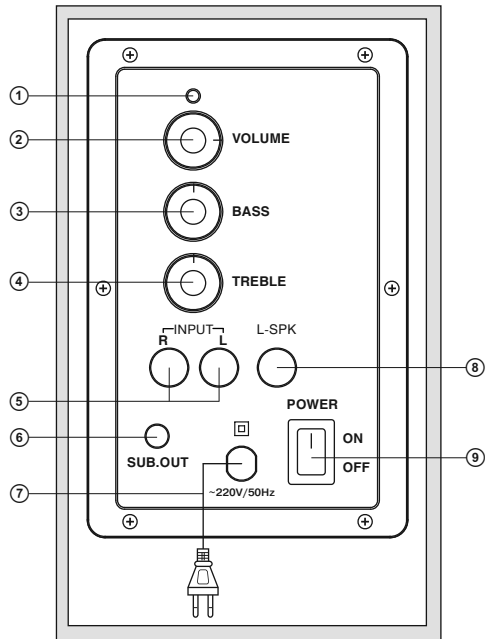 ①
② VOLUME
③ BASS
④ TREBLE
INPUT L-SPK
R L
⑤ ⑧
POWER
⑥ ON
⑨
SUB.OUT OFF
⑦ ~220V/50Hz